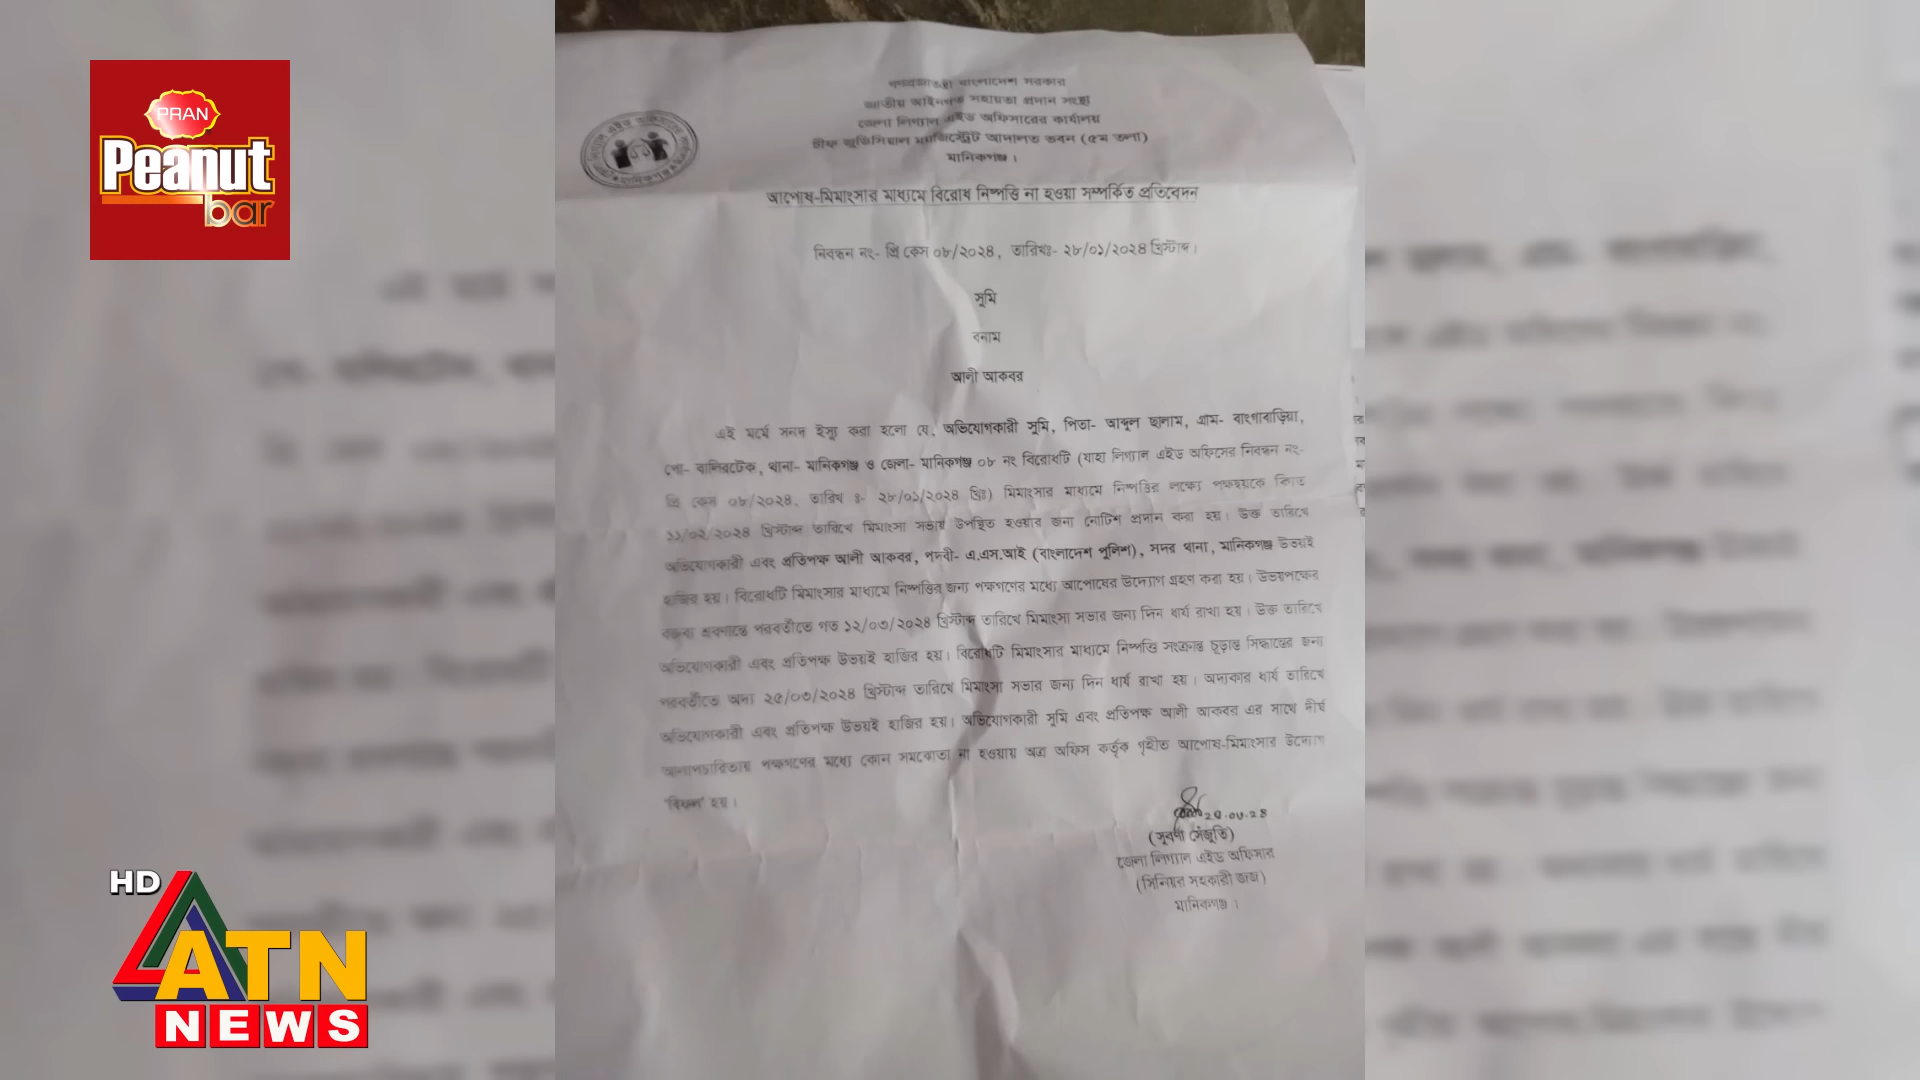 PRAN
Peanut
bar
গণপ্রজাতন্ত্রী বাংলাদেশ সরকার
জাতীয় আইনগত সহায়তা প্রদান সংস্থা
জেলা লিগ্যাল এইড অফিসারের কার্যালয়
চীফ জুডিসিয়াল ম্যাজিস্ট্রেট আদালত ভবন (৫ম তলা)
মানিকগঞ্জ।
আপোষ-মিমাংসার মাধ্যমে বিরোধ নিষ্পত্তি না হওয়া সম্পর্কিত প্রতিবেদন
নিবন্ধন নং- প্রি কেস ০৮/২০২৪, তারিখঃ- ২৮/০১/২০২৪ খ্রিস্টাব্দ।
সুমি
বনাম
আলী আকবর
এই মর্মে সনদ ইস্যু করা হলো যে, অভিযোগকারী সুমি, পিতা- আব্দুল ছালাম, গ্রাম- বাংগাবাড়িয়া,
পো- বালিরটেক, থানা- মানিকগঞ্জ ও জেলা- মানিকগঞ্জ ০৮ নং বিরোধটি (যাহা লিগ্যাল এইড অফিসের নিবন্ধন নং-
প্রি কেস ০৮/২০২৪, তারিখ ঃ- ২৮/০১/২০২৪ খ্রিঃ) মিমাংসার মাধ্যমে নিষ্পত্তির লক্ষ্যে পক্ষদ্বয়কে বিগত
১১/০২/২০২৪ খ্রিস্টাব্দ তারিখে মিমাংসা সভায় উপস্থিত হওয়ার জন্য নোটিশ প্রদান করা হয়। উক্ত তারিখে
অভিযোগকারী এবং প্রতিপক্ষ আলী আকবর, পদবী- এ.এস.আই (বাংলাদেশ পুলিশ), সদর থানা, মানিকগঞ্জ উভয়ই
হাজির হয়। বিরোধটি মিমাংসার মাধ্যমে নিষ্পত্তির জন্য পক্ষগণের মধ্যে আপোষের উদ্যোগ গ্রহণ করা হয়। উভয়পক্ষের
বক্তব্য শ্রবণান্তে পরবর্তীতে গত ১২/০৩/২০২৪ খ্রিস্টাব্দ তারিখে মিমাংসা সভার জন্য দিন ধার্য রাখা হয়। উক্ত তারিখে
অভিযোগকারী এবং প্রতিপক্ষ উভয়ই হাজির হয়। বিরোধটি মিমাংসার মাধ্যমে নিষ্পত্তি সংক্রান্ত চূড়ান্ত সিদ্ধান্তের জন্য
পরবর্তীতে অদ্য ২৫/০৩/২০২৪ খ্রিস্টাব্দ তারিখে মিমাংসা সভার জন্য দিন ধার্য রাখা হয়। অদ্যকার ধার্য তারিখে
অভিযোগকারী এবং প্রতিপক্ষ উভয়ই হাজির হয়। অভিযোগকারী সুমি এবং প্রতিপক্ষ আলী আকবর এর সাথে দীর্ঘ
আলাপচারিতায় পক্ষগণের মধ্যে কোন সমঝোতা না হওয়ায় অত্র অফিস কর্তৃক গৃহীত আপোষ-মিমাংসার উদ্যোগ
'বিফল' হয়।
(সুবর্ণা সেঁজুতি)
জেলা লিগ্যাল এইড অফিসার
(সিনিয়র সহকারী জজ)
মানিকগঞ্জ।
HD
ATN
NEWS